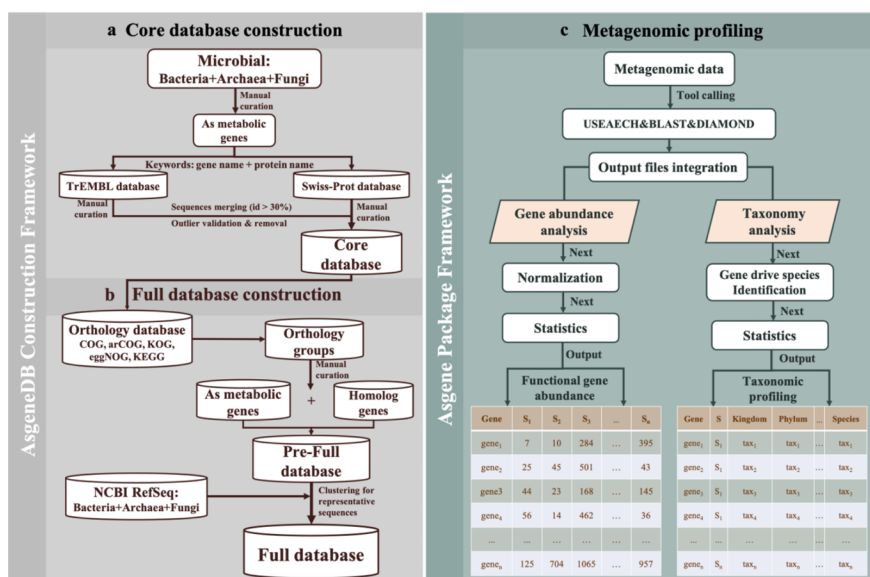 AsgeneDB Construction Framework
a Core database construction
Microbial:
Bacteria+Archaea+Fungi
Manual
curation
As metabolic
genes
Keywords: gene name + protein name
TrEMBL database
Swiss-Prot database
Manual
curation
Sequences merging (id > 30%)
Outlier validation & removal
Manual
curation
Core
database
b Full database construction
Orthology database
COG, arCOG, KOG,
eggNOG, KEGG
Orthology
groups
Manual
curation
As metabolic
genes
+
Homolog
genes
Pre-Full
database
NCBI RefSeq:
Bacteria+Archaea+Fungi
Clustering for
representative
sequences
Full database
Asgene Package Framework
c Metagenomic profiling
Metagenomic data
Tool calling
USEAECH&BLAST&DIAMOND
Output files integration
Gene abundance
analysis
Next
Normalization
Next
Statistics
Output
Functional gene
abundance
Gene S1 S2 S3 ... Sn
gene1 7 10 284 ... 395
gene2 25 45 501 ... 43
gene3 44 23 168 ... 145
gene4 56 14 462 ... 36
... ... ... ... ... ...
genen 125 704 1065 ... 957
Taxonomy
analysis
Next
Gene drive species
Identification
Next
Statistics
Output
Taxonomic
profiling
Gene S Kingdom Phylum ... Species
gene1 S1 tax1 tax1 ... tax1
gene2 S1 tax2 tax2 ... tax2
gene3 S1 tax3 tax3 ... tax3
gene4 S1 tax4 tax4 ... tax4
... ... ... ... ... ...
genen Sn taxn taxn ... taxn